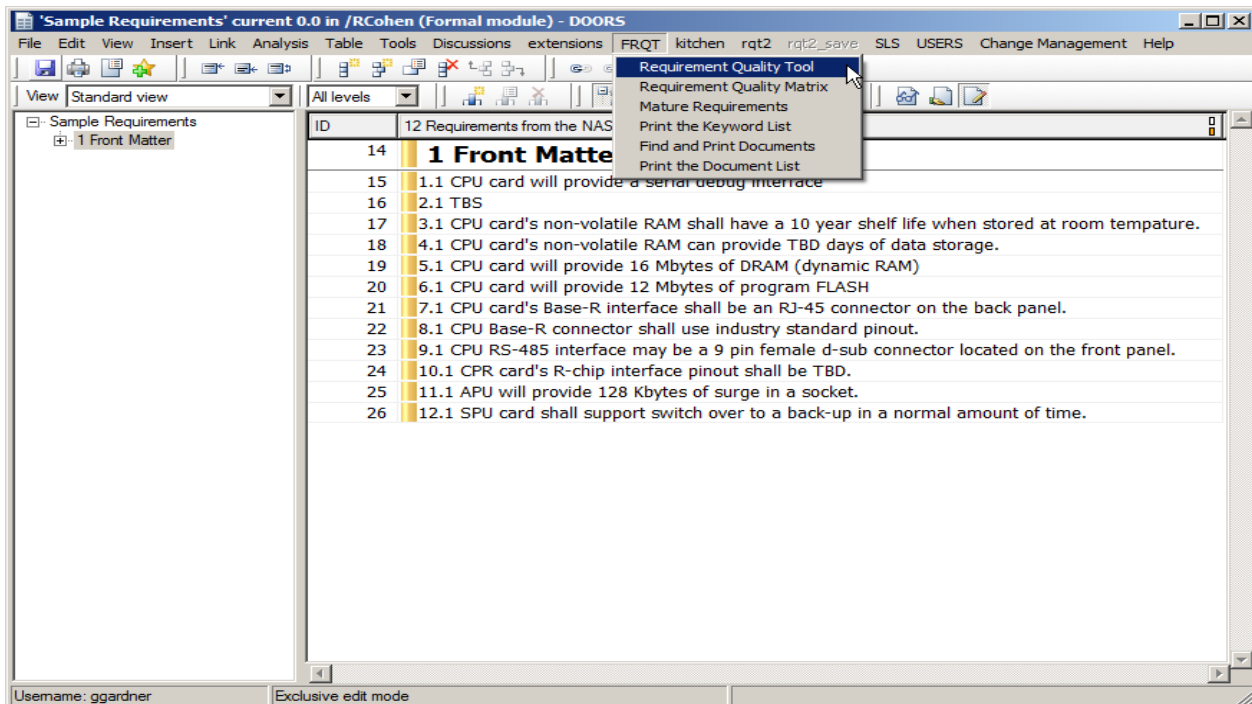 'Sample Requirements' current 0.0 in /RCohen (Formal module) - DOORS
File Edit View Insert Link Analysis Table Tools Discussions extensions FRQT kitchen rqt2 rqt2_save SLS USERS Change Management Help
Requirement Quality Tool
Requirement Quality Matrix
Mature Requirements
Print the Keyword List
Find and Print Documents
Print the Document List
View Standard view All levels
Sample Requirements
1 Front Matter
ID 12 Requirements from the NAS
14 1 Front Matte
15 1.1 CPU card will provide a serial debug interface
16 2.1 TBS
17 3.1 CPU card's non-volatile RAM shall have a 10 year shelf life when stored at room tempature.
18 4.1 CPU card's non-volatile RAM can provide TBD days of data storage.
19 5.1 CPU card will provide 16 Mbytes of DRAM (dynamic RAM)
20 6.1 CPU card will provide 12 Mbytes of program FLASH
21 7.1 CPU card's Base-R interface shall be an RJ-45 connector on the back panel.
22 8.1 CPU Base-R connector shall use industry standard pinout.
23 9.1 CPU RS-485 interface may be a 9 pin female d-sub connector located on the front panel.
24 10.1 CPR card's R-chip interface pinout shall be TBD.
25 11.1 APU will provide 128 Kbytes of surge in a socket.
26 12.1 SPU card shall support switch over to a back-up in a normal amount of time.
Username: ggardner Exclusive edit mode